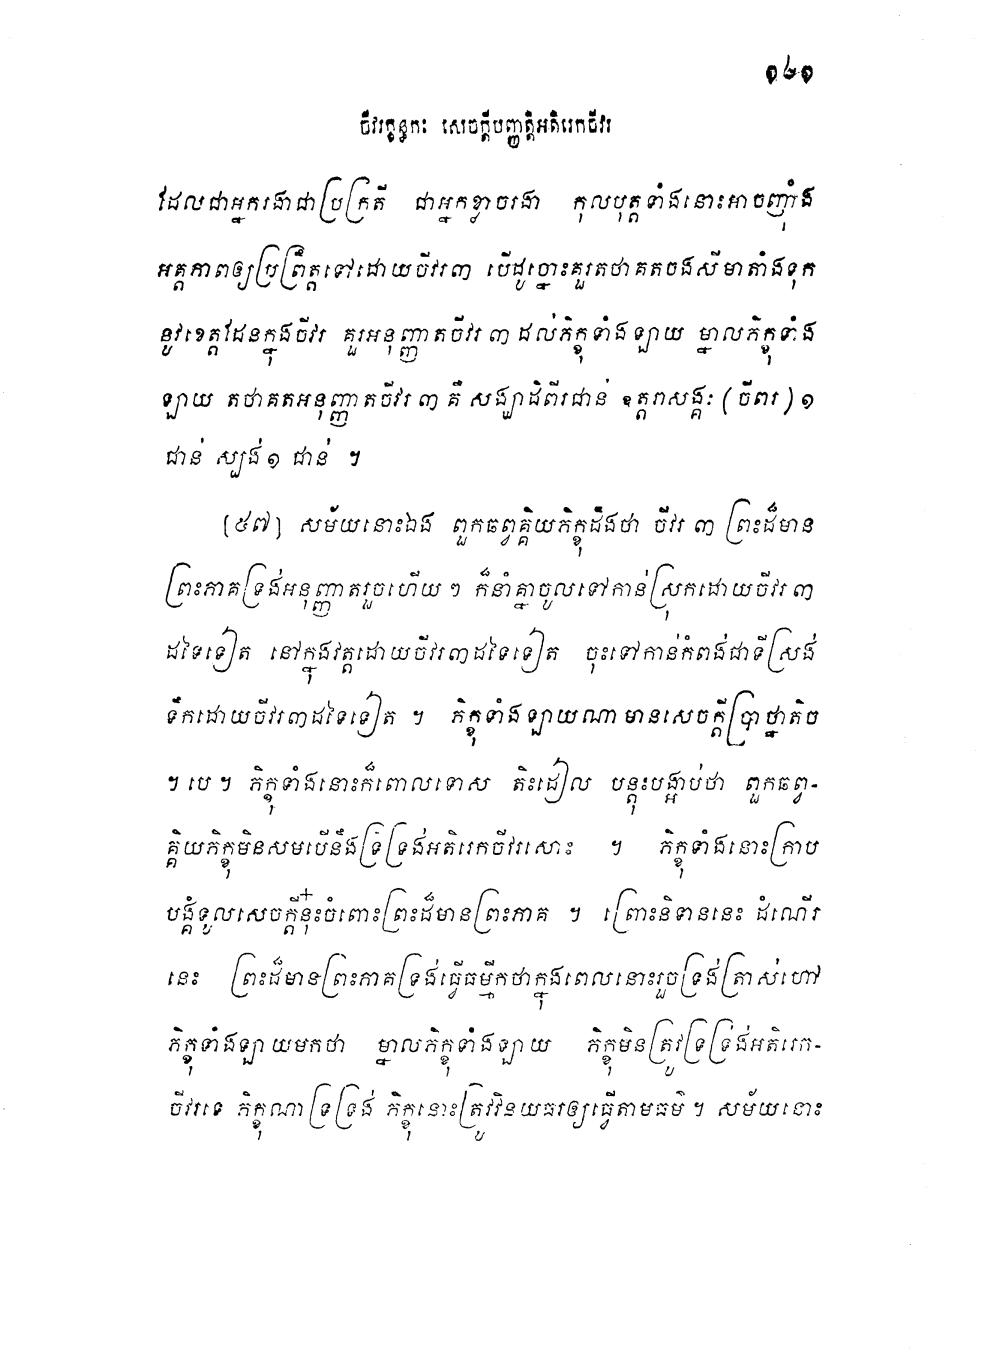 ១៤១
ចីវរក្ខន្ធកៈ សេចក្ដីបញ្ញត្តិអតិរេកចីវរ
ដែលជាអ្នករងាជាប្រក្រតី ជាអ្នកខ្លាចរងា កុលបុត្តទាំងនោះអាចញ៉ាំង
អត្តភាពឲ្យប្រព្រឹត្តទៅដោយចីវរ៣ បើដូច្នោះគួរតថាគតចងសីមាតាំងទុក
នូវខេត្តដែនក្នុងចីវរ គួរអនុញ្ញាតចីវរ ៣ ដល់ភិក្ខុទាំងឡាយ ម្នាលភិក្ខុទាំង
ឡាយ តថាគតអនុញ្ញាតចីវរ ៣ គឺ សង្ឃាដិពីរជាន់ ឧត្តរាសង្គៈ (ចីពរ) ១
ជាន់ ស្បង់ ១ ជាន់ ។
[៥៧] សម័យនោះឯង ពួកឆព្វគ្គិយភិក្ខុដឹងថា ចីវរ ៣ ព្រះដ៏មាន
ព្រះភាគទ្រង់អនុញ្ញាតរួចហើយ ៗ ក៏នាំគ្នាចូលទៅកាន់ស្រុកដោយចីវរ ៣
ដទៃទៀត នៅក្នុងវត្តដោយចីវរ៣ដទៃទៀត ចុះទៅកាន់កំពង់ជាទីស្រង់
ទឹកដោយចីវរ៣ដទៃទៀត ។ ភិក្ខុទាំងឡាយណាមានសេចក្ដីប្រាថ្នាតិច
។ បេ ។ ភិក្ខុទាំងនោះក៏ពោលទោស តិះដៀល បន្តុះបង្អាប់ថា ពួកឆព្វ-
គ្គិយភិក្ខុមិនសមបើនឹងទ្រទ្រង់អតិរេកចីវរសោះ ។ ភិក្ខុទាំងនោះក្រាប
បង្គំទូលសេចក្ដីនុ៎ះចំពោះព្រះដ៏មានព្រះភាគ ។ ព្រោះនិទាននេះ ដំណើរ
នេះ ព្រះដ៏មានព្រះភាគទ្រង់ធ្វើធម្មីកថាក្នុងពេលនោះរួចទ្រង់ត្រាស់ហៅ
ភិក្ខុទាំងឡាយមកថា ម្នាលភិក្ខុទាំងឡាយ ភិក្ខុមិនត្រូវទ្រទ្រង់អតិរេក-
ចីវរទេ ភិក្ខុណាទ្រទ្រង់ ភិក្ខុនោះត្រូវវិនយធរឲ្យធ្វើតាមធម៌ ។ សម័យនោះ